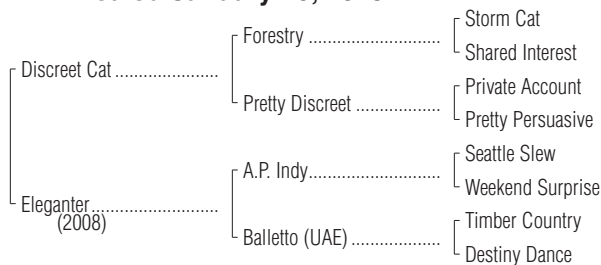 Storm Cat
Forestry ................................
Shared Interest
Discreet Cat .........................
Private Account
Pretty Discreet ....................
Pretty Persuasive
Seattle Slew
A.P. Indy................................
Weekend Surprise
Eleganter..............................
(2008)
Timber Country
Balletto (UAE) .....................
Destiny Dance